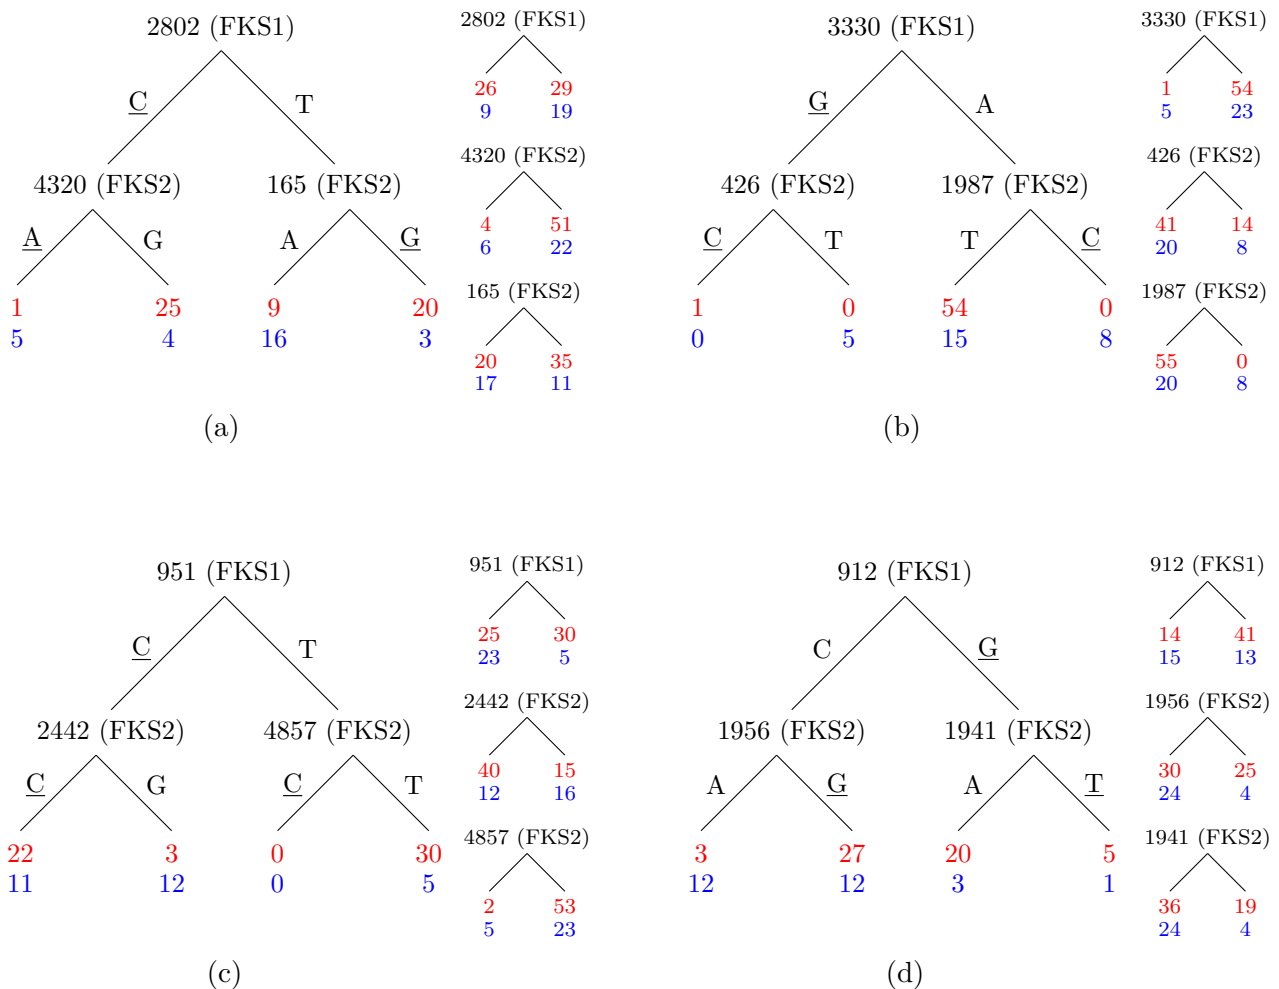 2802 (FKS1)
C T
4320 (FKS2) 165 (FKS2)
A G A G
1 25 9 20
5 4 16 3
2802 (FKS1)
26 29
9 19
4320 (FKS2)
4 51
6 22
165 (FKS2)
20 35
17 11
(a)
3330 (FKS1)
G A
426 (FKS2) 1987 (FKS2)
C T T C
1 0 54 0
0 5 15 8
3330 (FKS1)
1 54
5 23
426 (FKS2)
41 14
20 8
1987 (FKS2)
55 0
20 8
(b)
951 (FKS1)
C T
2442 (FKS2) 4857 (FKS2)
C G C T
22 3 0 30
11 12 0 5
951 (FKS1)
25 30
23 5
2442 (FKS2)
40 15
12 16
4857 (FKS2)
2 53
5 23
(c)
912 (FKS1)
C G
1956 (FKS2) 1941 (FKS2)
A G A T
3 27 20 5
12 12 3 1
912 (FKS1)
14 41
15 13
1956 (FKS2)
30 25
24 4
1941 (FKS2)
36 19
24 4
(d)